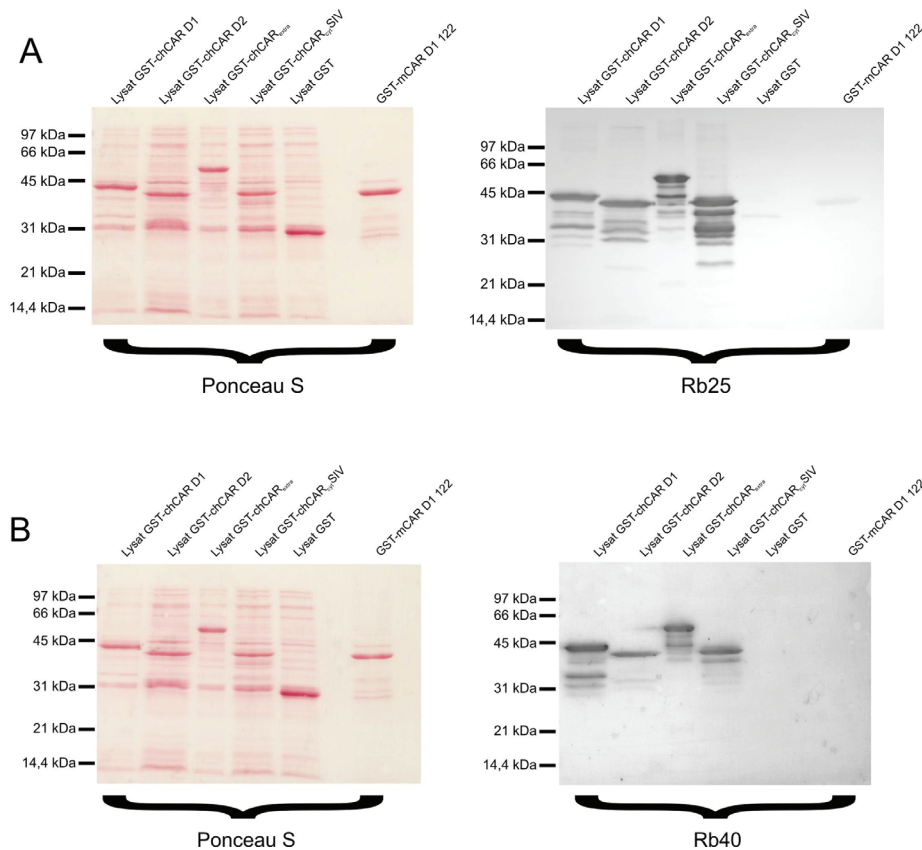 A
Lysat GST-chCAR D1
Lysat GST-chCAR D2
Lysat GST-chCARextra
Lysat GST-chCARcytSIV
Lysat GST
GST-mCAR D1 122
97 kDa
66 kDa
45 kDa
31 kDa
21 kDa
14,4 kDa
Ponceau S
Lysat GST-chCAR D1
Lysat GST-chCAR D2
Lysat GST-chCARextra
Lysat GST-chCARcytSIV
Lysat GST
GST-mCAR D1 122
97 kDa
66 kDa
45 kDa
31 kDa
21 kDa
14,4 kDa
Rb25
B
Lysat GST-chCAR D1
Lysat GST-chCAR D2
Lysat GST-chCARextra
Lysat GST-chCARcytSIV
Lysat GST
GST-mCAR D1 122
97 kDa
66 kDa
45 kDa
31 kDa
21 kDa
14,4 kDa
Ponceau S
Lysat GST-chCAR D1
Lysat GST-chCAR D2
Lysat GST-chCARextra
Lysat GST-chCARcytSIV
Lysat GST
GST-mCAR D1 122
97 kDa
66 kDa
45 kDa
31 kDa
21 kDa
14,4 kDa
Rb40